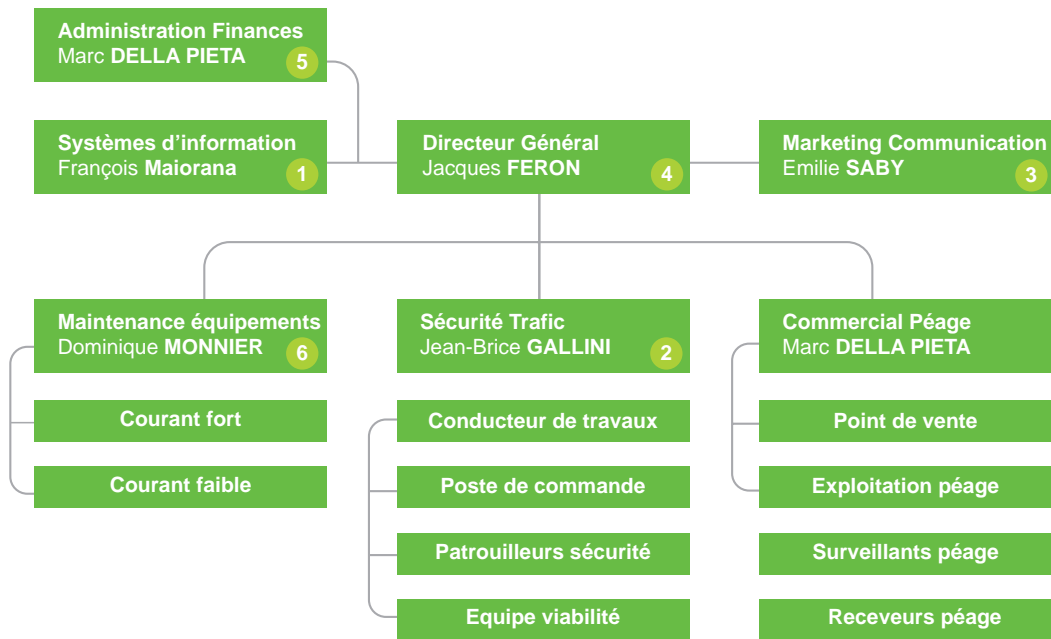 Administration Finances
Marc DELLA PIETA
5
Systèmes d'information
François Maiorana
1
Directeur Général
Jacques FERON
4
Marketing Communication
Emilie SABY
3
Maintenance équipements
Dominique MONNIER
6
Courant fort
Courant faible
Sécurité Trafic
Jean-Brice GALLINI
2
Conducteur de travaux
Poste de commande
Patrouilleurs sécurité
Equipe viabilité
Commercial Péage
Marc DELLA PIETA
Point de vente
Exploitation péage
Surveillants péage
Receveurs péage